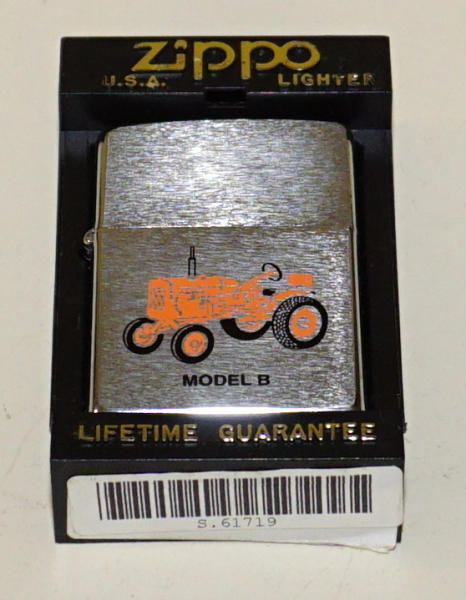 zippo
U.S.A. LIGHTER
MODEL B
LIFETIME GUARANTEE
S.61719